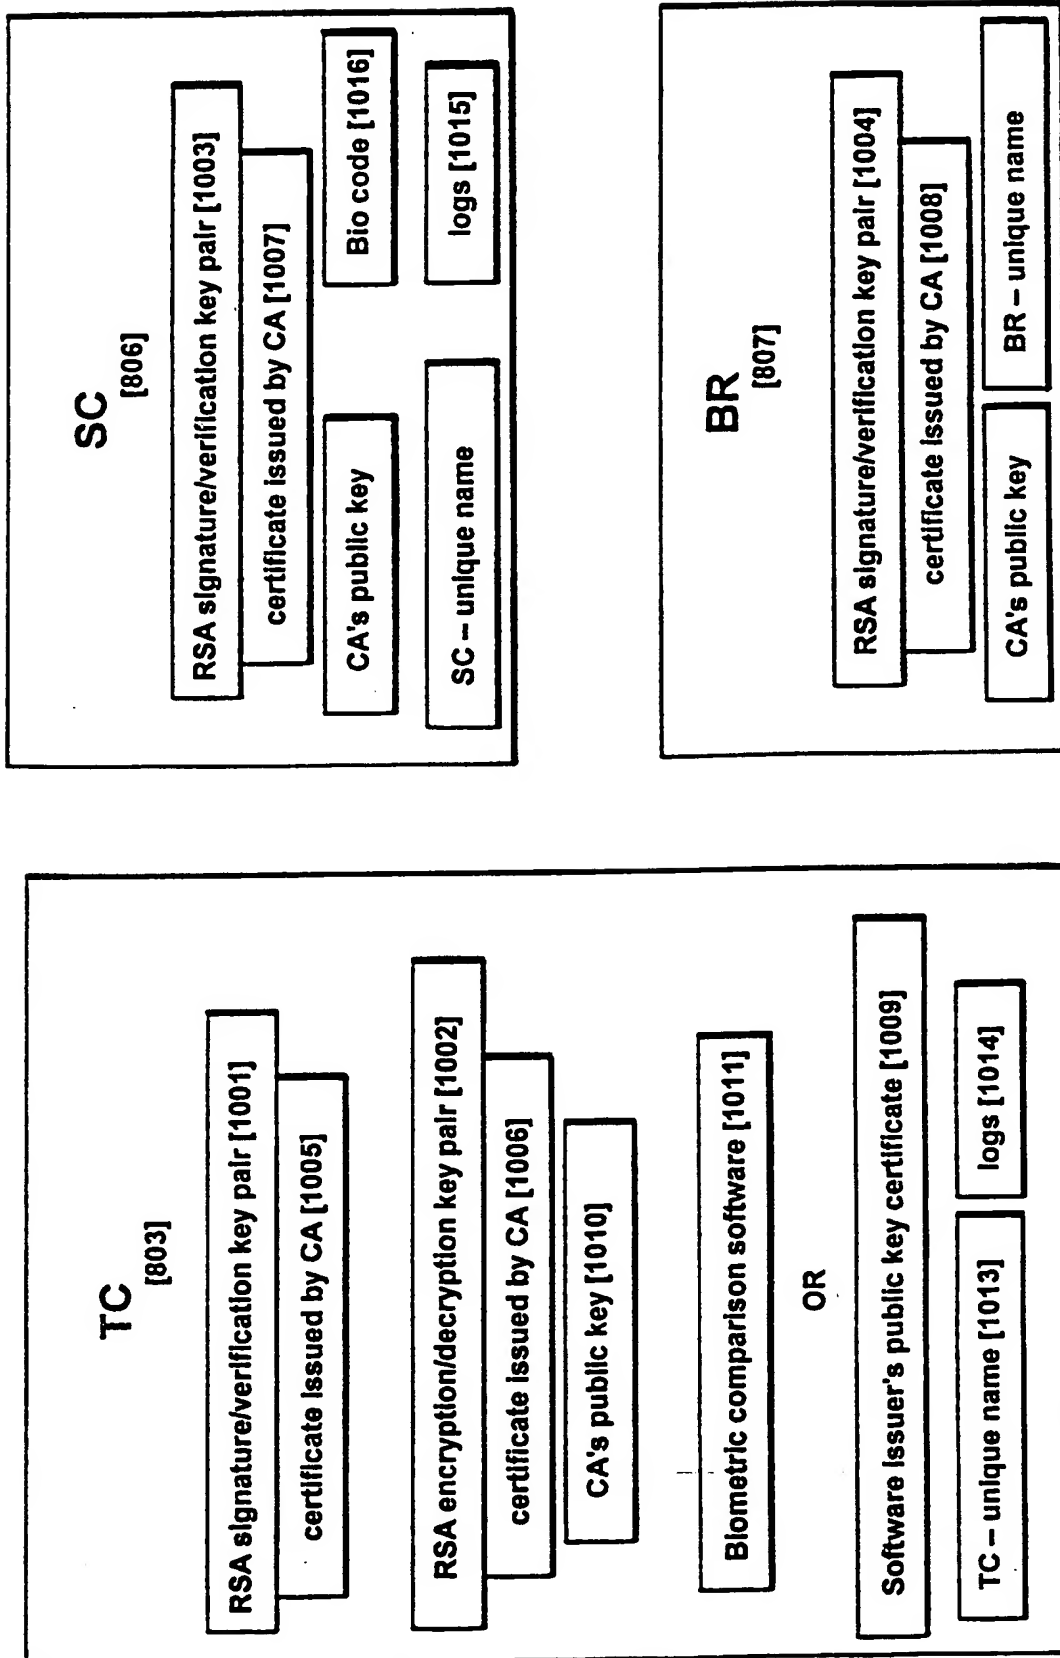 TC
[803]
RSA signature/verification key pair [1001]
certificate issued by CA [1005]
RSA encryption/decryption key pair [1002]
certificate issued by CA [1006]
CA's public key [1010]
Biometric comparison software [1011]
OR
Software issuer's public key certificate [1009]
TC – unique name [1013]
logs [1014]
SC
[806]
RSA signature/verification key pair [1003]
certificate issued by CA [1007]
CA's public key
Bio code [1016]
SC – unique name
logs [1015]
BR
[807]
RSA signature/verification key pair [1004]
certificate issued by CA [1008]
CA's public key
BR – unique name